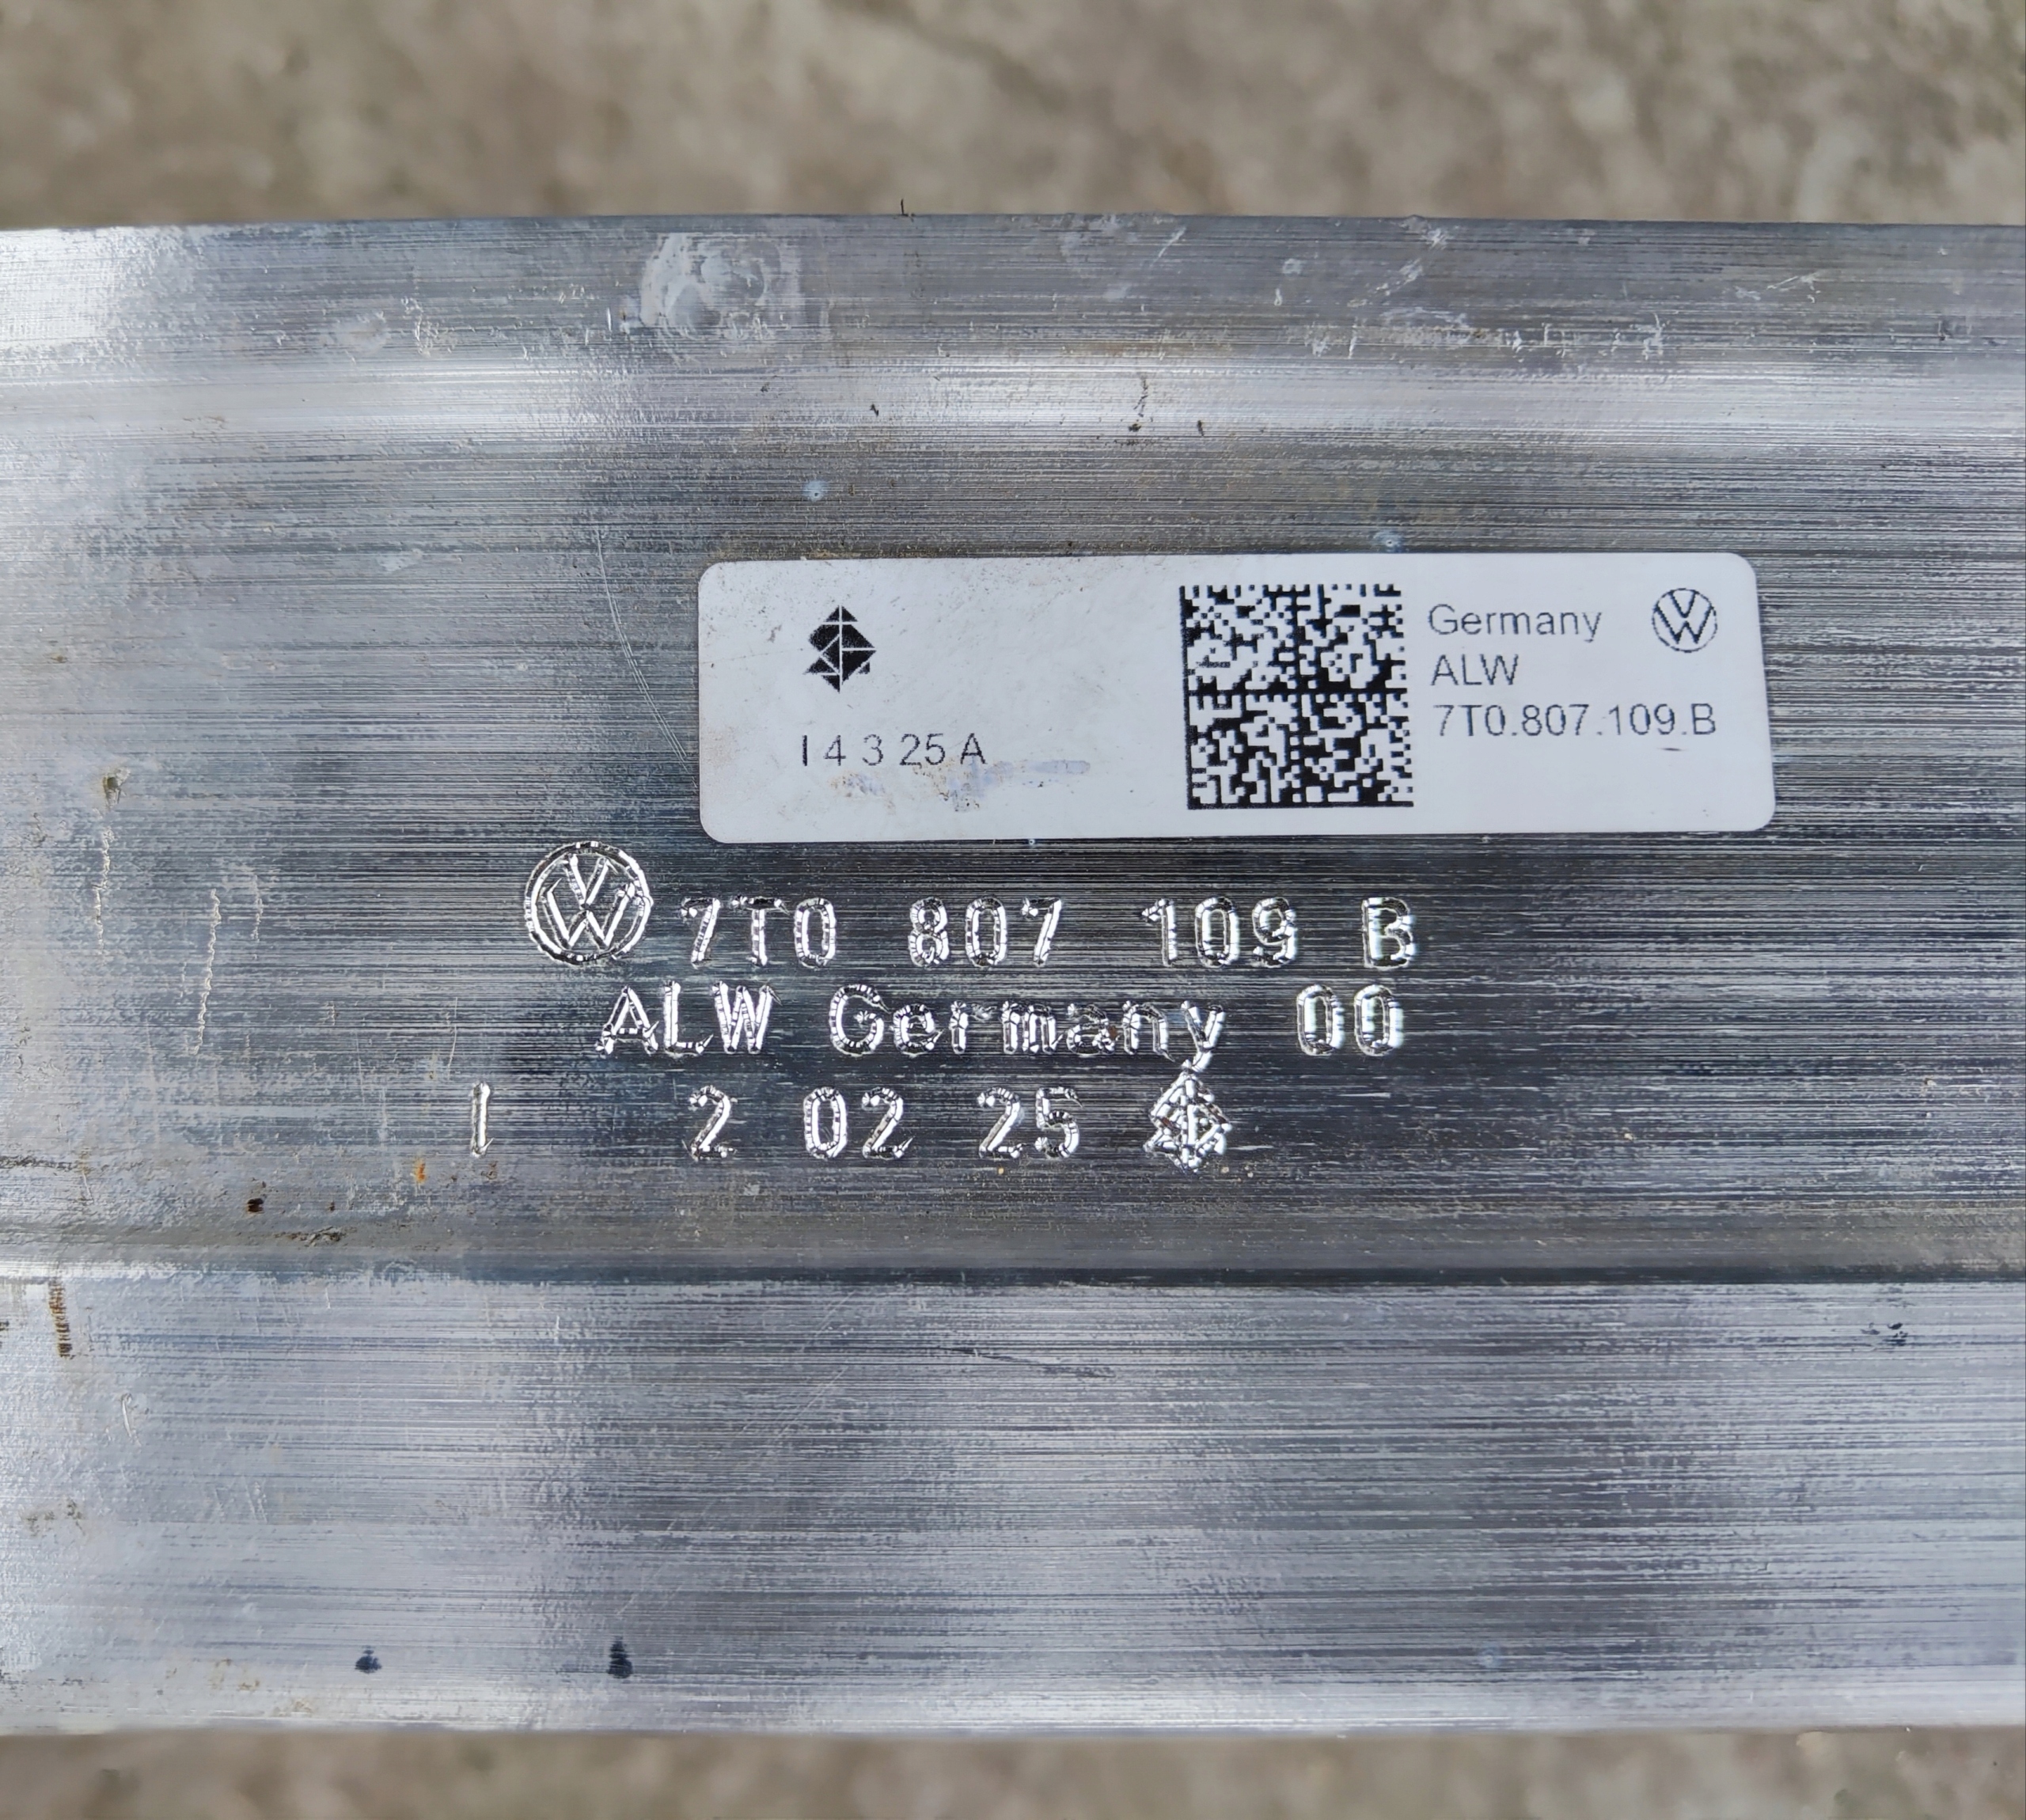 Germany
ALW
7T0.807.109.B
I 4 3 25 A
7T0 807 109 B
ALW Germany 00
I 2 02 25